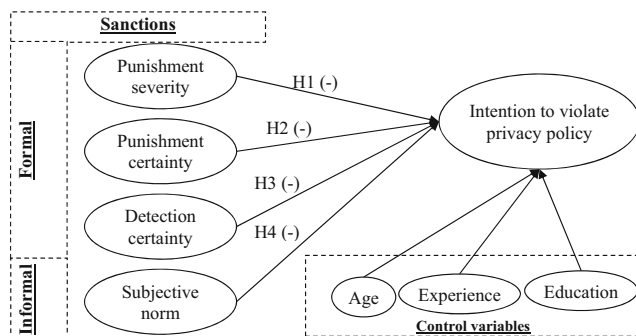 Sanctions
Formal
Punishment
severity
Punishment
certainty
Detection
certainty
Informal
Subjective
norm
H1 (-)
H2 (-)
H3 (-)
H4 (-)
Intention to violate
privacy policy
Age
Experience
Education
Control variables